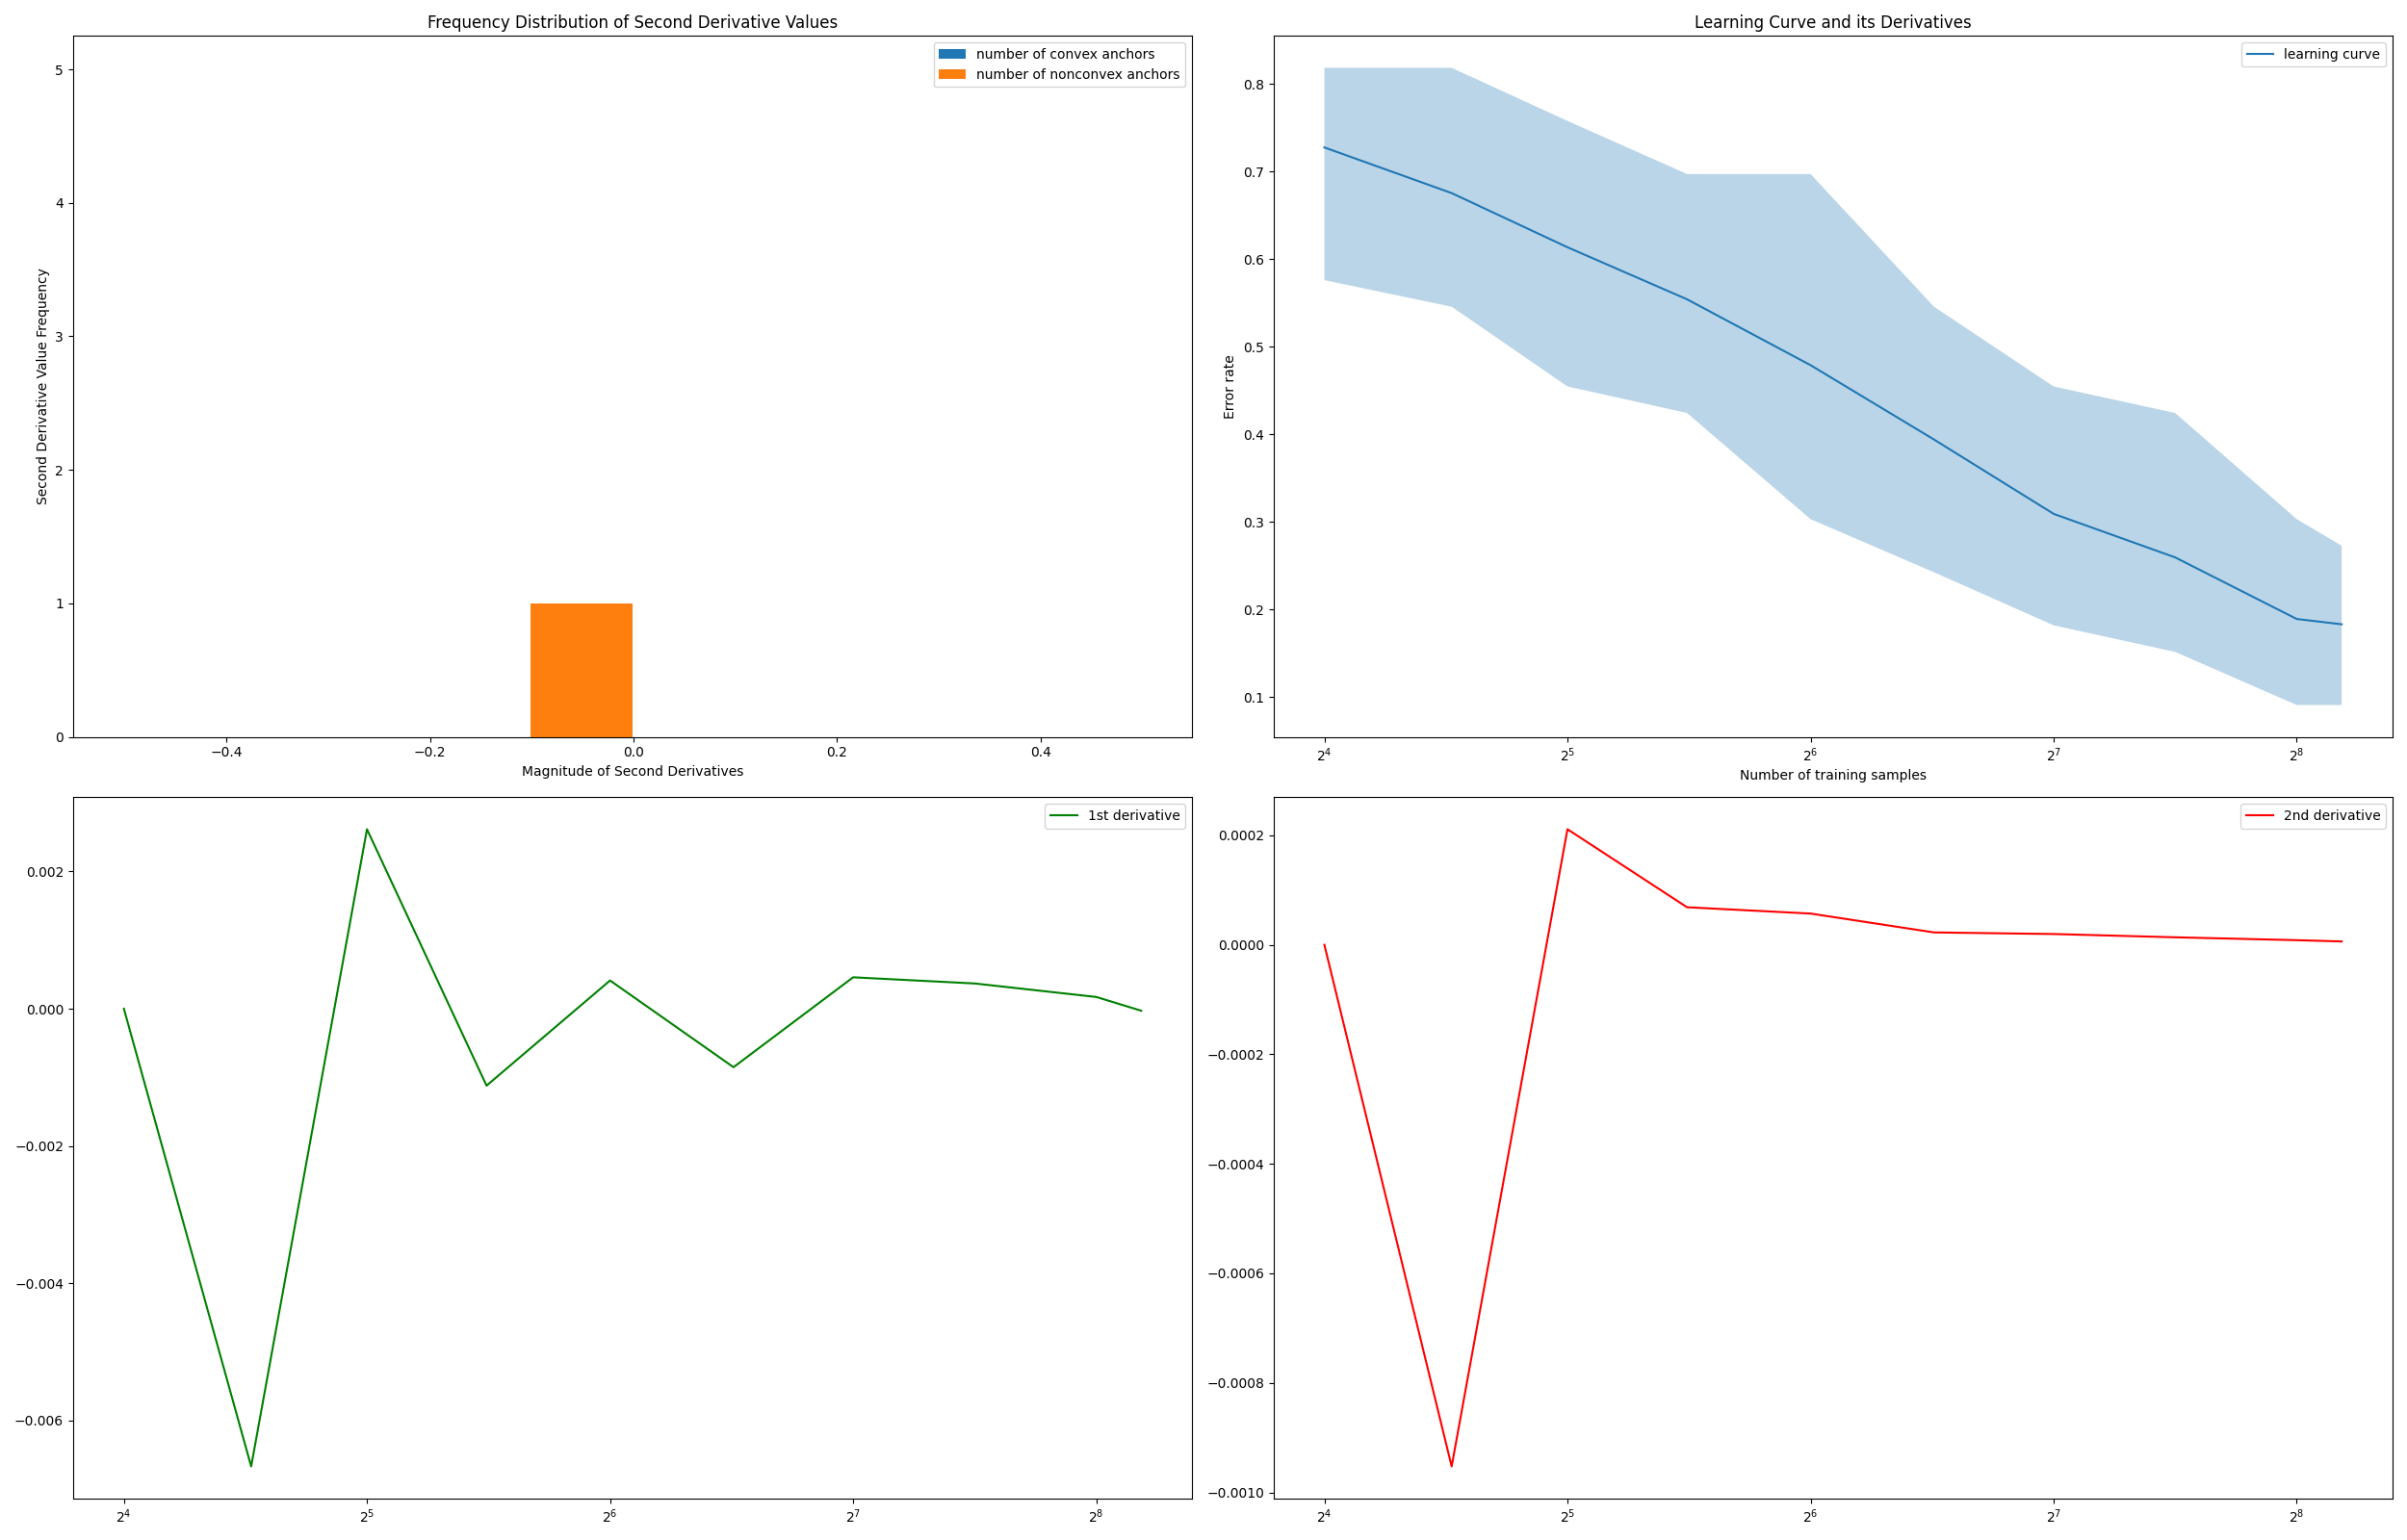 Frequency Distribution of Second Derivative Values
number of convex anchors
number of nonconvex anchors
Second Derivative Value Frequency
5
4
3
2
1
0
−0.4 −0.2 0.0 0.2 0.4
Magnitude of Second Derivatives
Learning Curve and its Derivatives
learning curve
Error rate
0.8
0.7
0.6
0.5
0.4
0.3
0.2
0.1
2⁴ 2⁵ 2⁶ 2⁷ 2⁸
Number of training samples
1st derivative
0.002
0.000
−0.002
−0.004
−0.006
2⁴ 2⁵ 2⁶ 2⁷ 2⁸
2nd derivative
0.0002
0.0000
−0.0002
−0.0004
−0.0006
−0.0008
−0.0010
2⁴ 2⁵ 2⁶ 2⁷ 2⁸